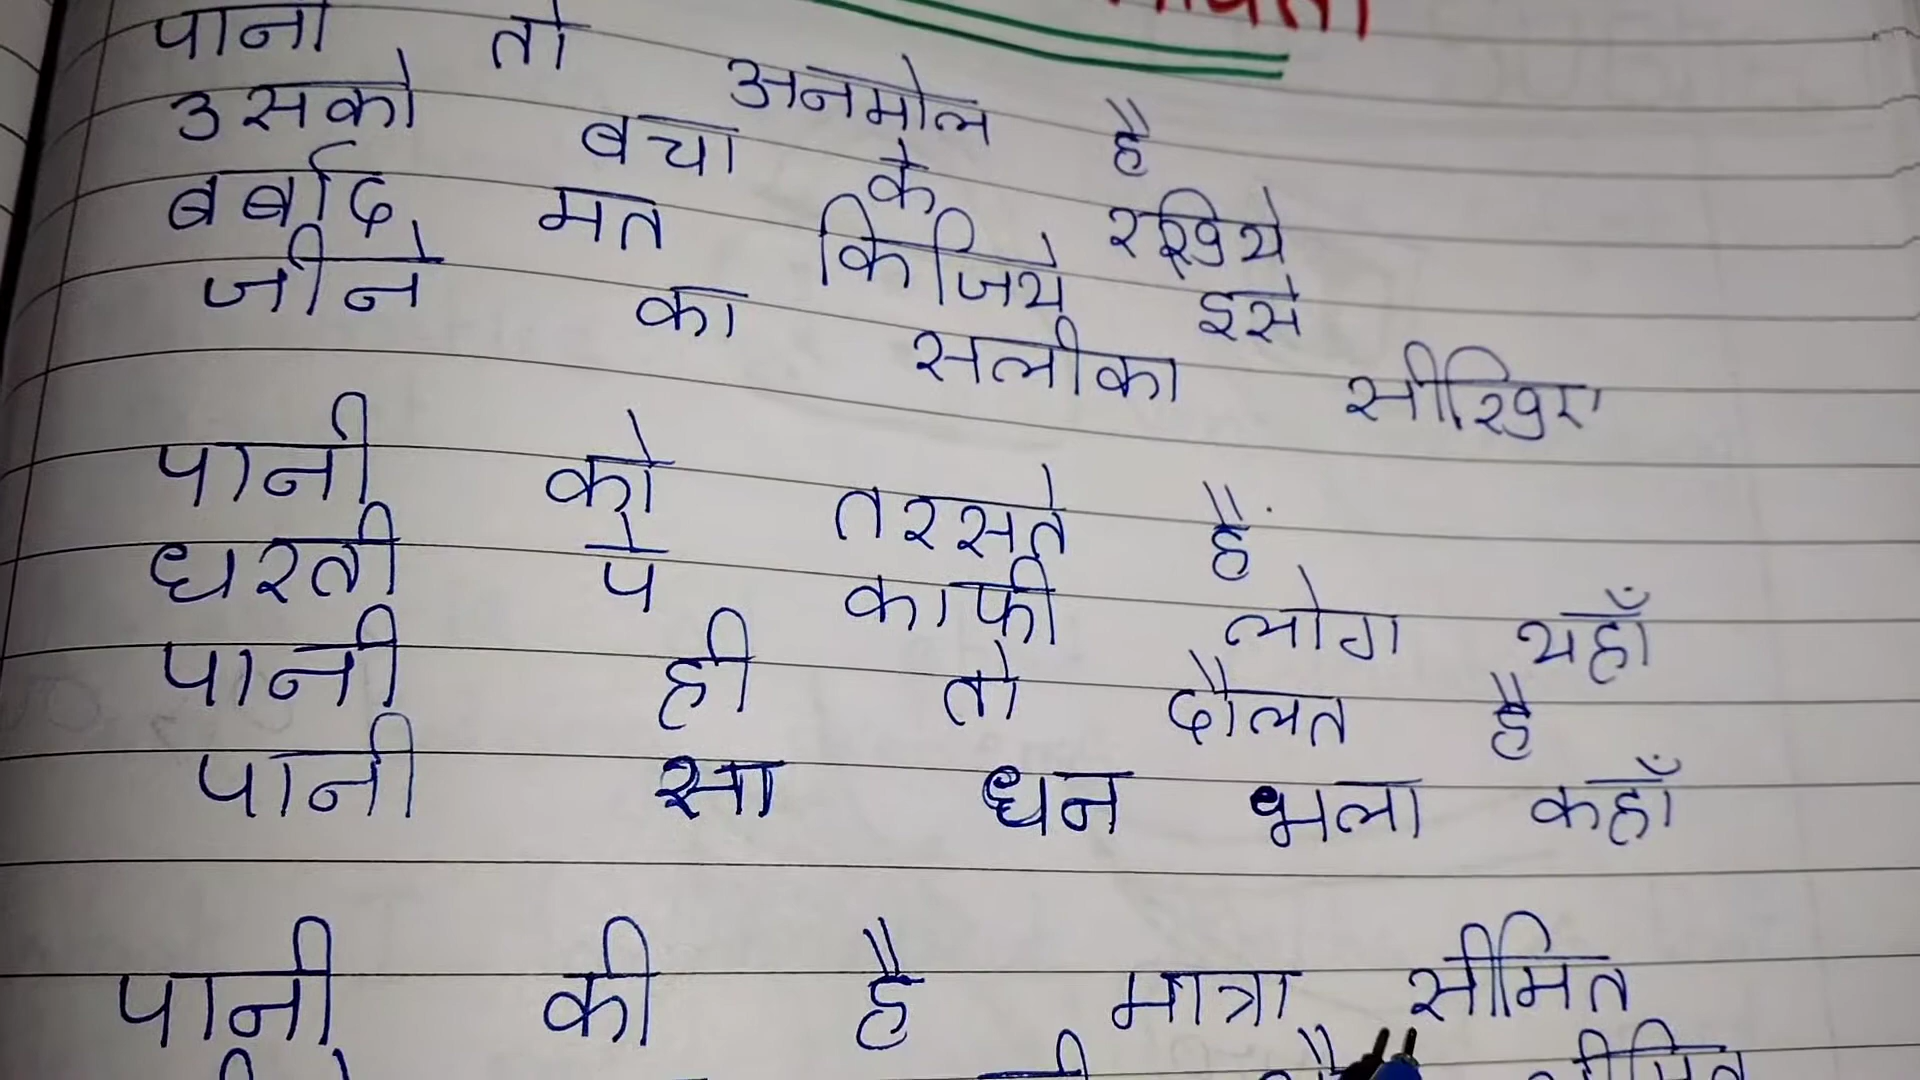 पानी तो अनमोल है
उसको बचा के रखिये
बर्बाद मत किजिये इसे
जीने का सलीका सीखिए
पानी को तरसते हैं
धरती पे काफी लोग यहाँ
पानी ही तो दौलत है
पानी सा धन भला कहाँ
पानी की है मात्रा सीमित